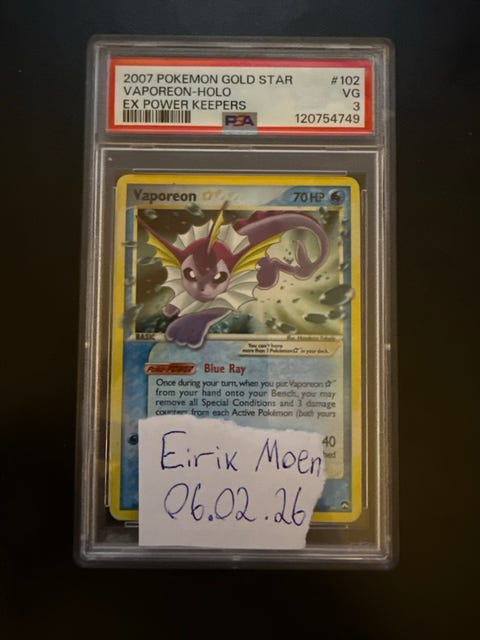 2007 POKEMON GOLD STAR #102
VAPOREON-HOLO VG
EX POWER KEEPERS 3
PSA 120754749
Vaporeon ☆ 70 HP
BASIC
You can't have
more than 1 Pokémon ☆ in your deck.
Poké-POWER Blue Ray
Once during your turn, when you put Vaporeon ☆
from your hand onto your Bench, you may
remove all Special Conditions and 3 damage
counters from each Active Pokémon (both yours
40
Eirik Moen
06.02.26